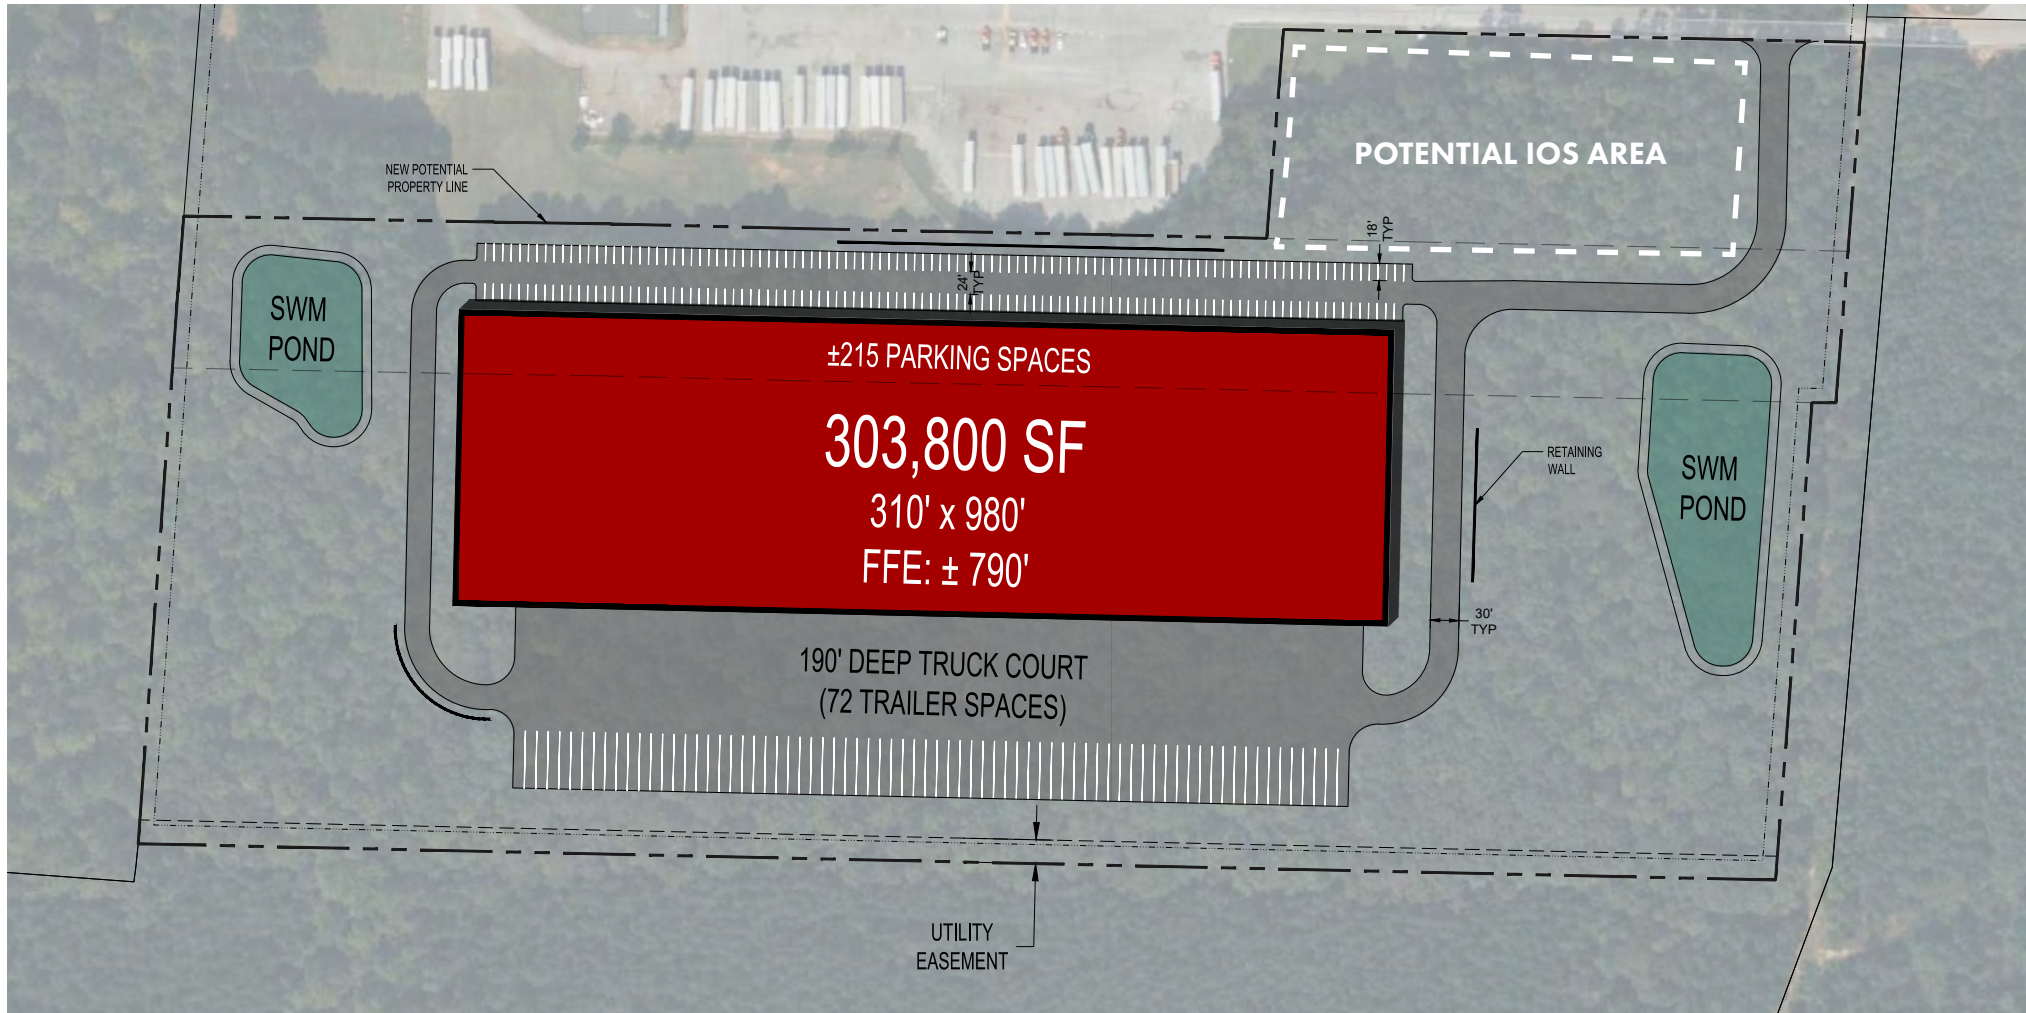 POTENTIAL IOS AREA
NEW POTENTIAL
PROPERTY LINE
18'
TYP
24'
TYP
SWM
POND
±215 PARKING SPACES
303,800 SF
310' x 980'
FFE: ± 790'
RETAINING
WALL
SWM
POND
30'
TYP
190' DEEP TRUCK COURT
(72 TRAILER SPACES)
UTILITY
EASEMENT